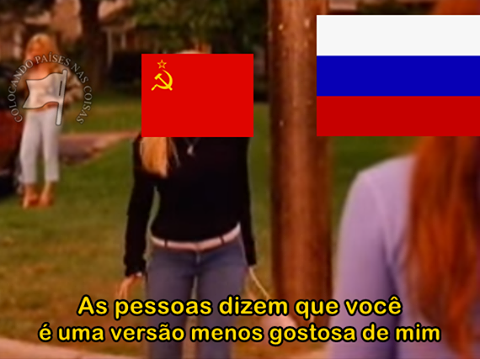 COLOCANDO PAÍSES NAS COISAS
As pessoas dizem que você
é uma versão menos gostosa de mim